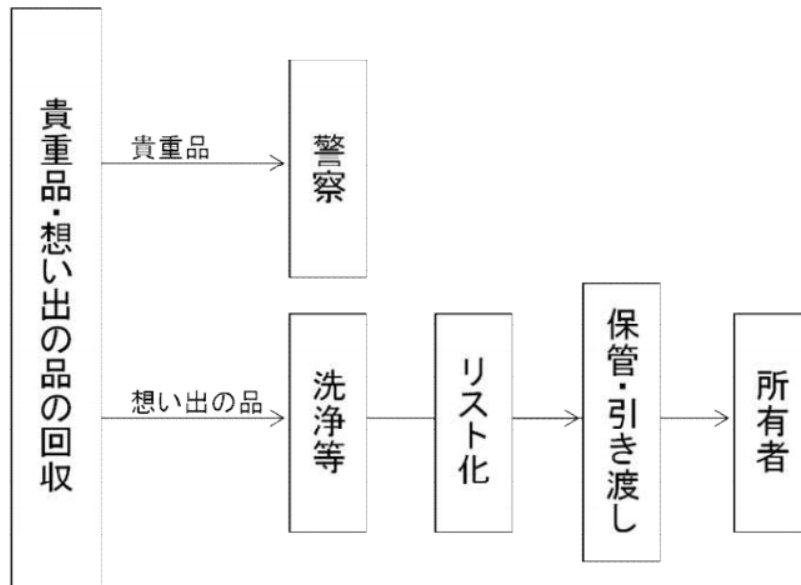 貴重品・想い出の品の回収
貴重品
警察
想い出の品
洗浄等
リスト化
保管・引き渡し
所有者